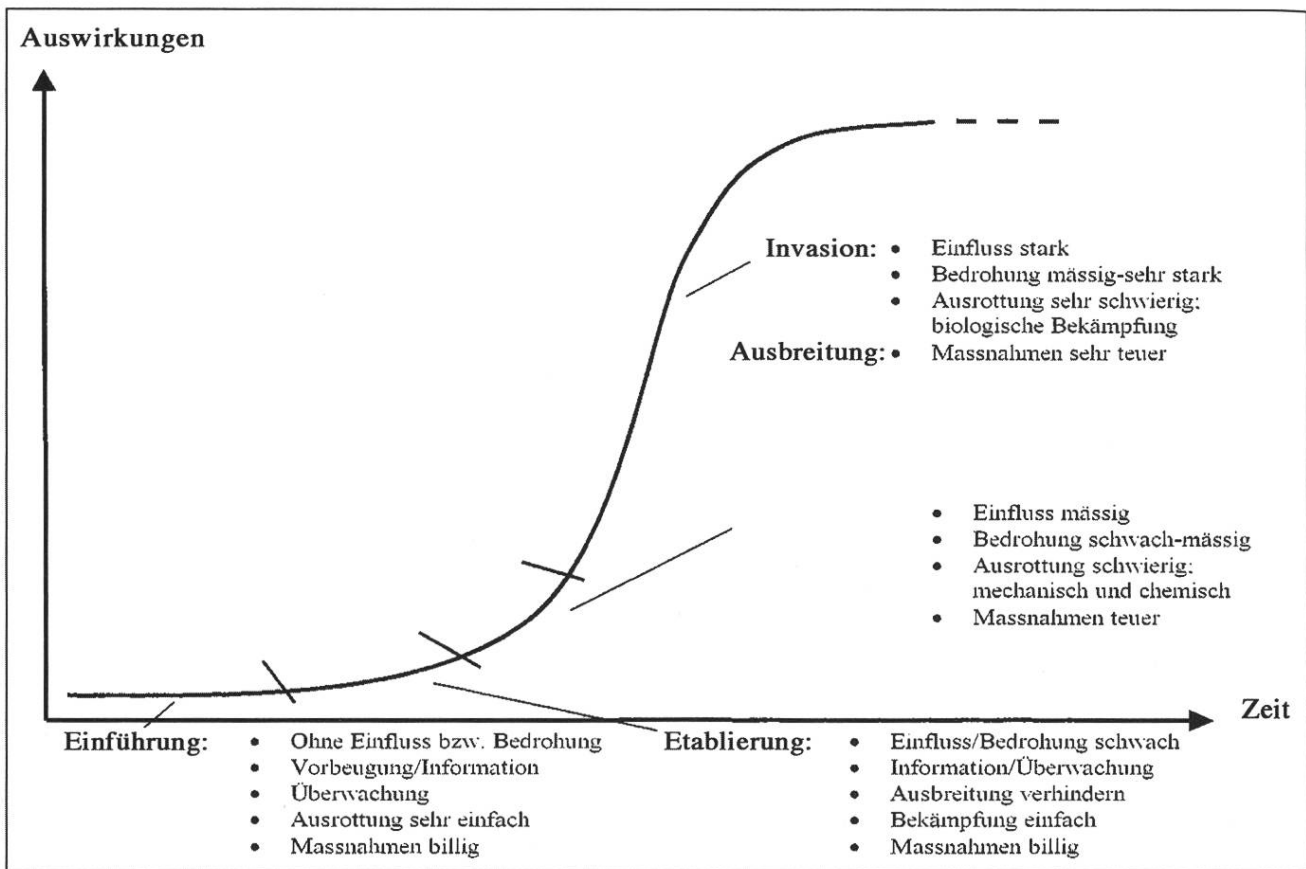 Auswirkungen
Invasion: • Einfluss stark
• Bedrohung mässig-sehr stark
• Ausrottung sehr schwierig;
biologische Bekämpfung
Ausbreitung: • Massnahmen sehr teuer
• Einfluss mässig
• Bedrohung schwach-mässig
• Ausrottung schwierig;
mechanisch und chemisch
• Massnahmen teuer
Zeit
Einführung: • Ohne Einfluss bzw. Bedrohung
• Vorbeugung/Information
• Überwachung
• Ausrottung sehr einfach
• Massnahmen billig
Etablierung: • Einfluss/Bedrohung schwach
• Information/Überwachung
• Ausbreitung verhindern
• Bekämpfung einfach
• Massnahmen billig